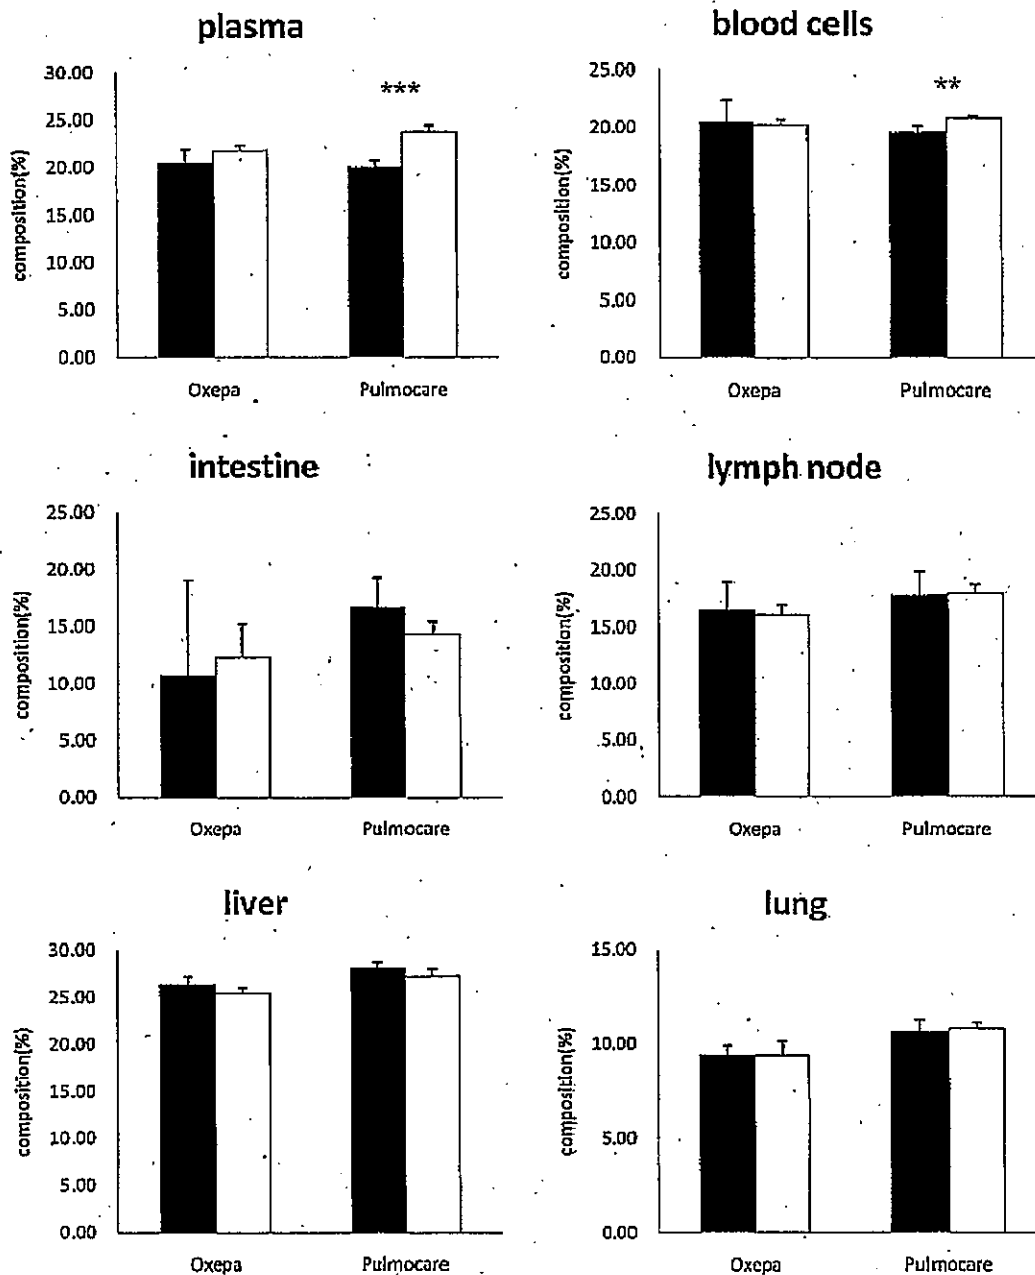 plasma
composition(%)
30.00
25.00
20.00
15.00
10.00
5.00
0.00
***
Oxepa Pulmocare
blood cells
composition(%)
25.00
20.00
15.00
10.00
5.00
0.00
**
Oxepa Pulmocare
intestine
composition(%)
25.00
20.00
15.00
10.00
5.00
0.00
Oxepa Pulmocare
lymph node
composition(%)
25.00
20.00
15.00
10.00
5.00
0.00
Oxepa Pulmocare
liver
composition(%)
30.00
25.00
20.00
15.00
10.00
5.00
0.00
Oxepa Pulmocare
lung
composition(%)
15.00
10.00
5.00
0.00
Oxepa Pulmocare